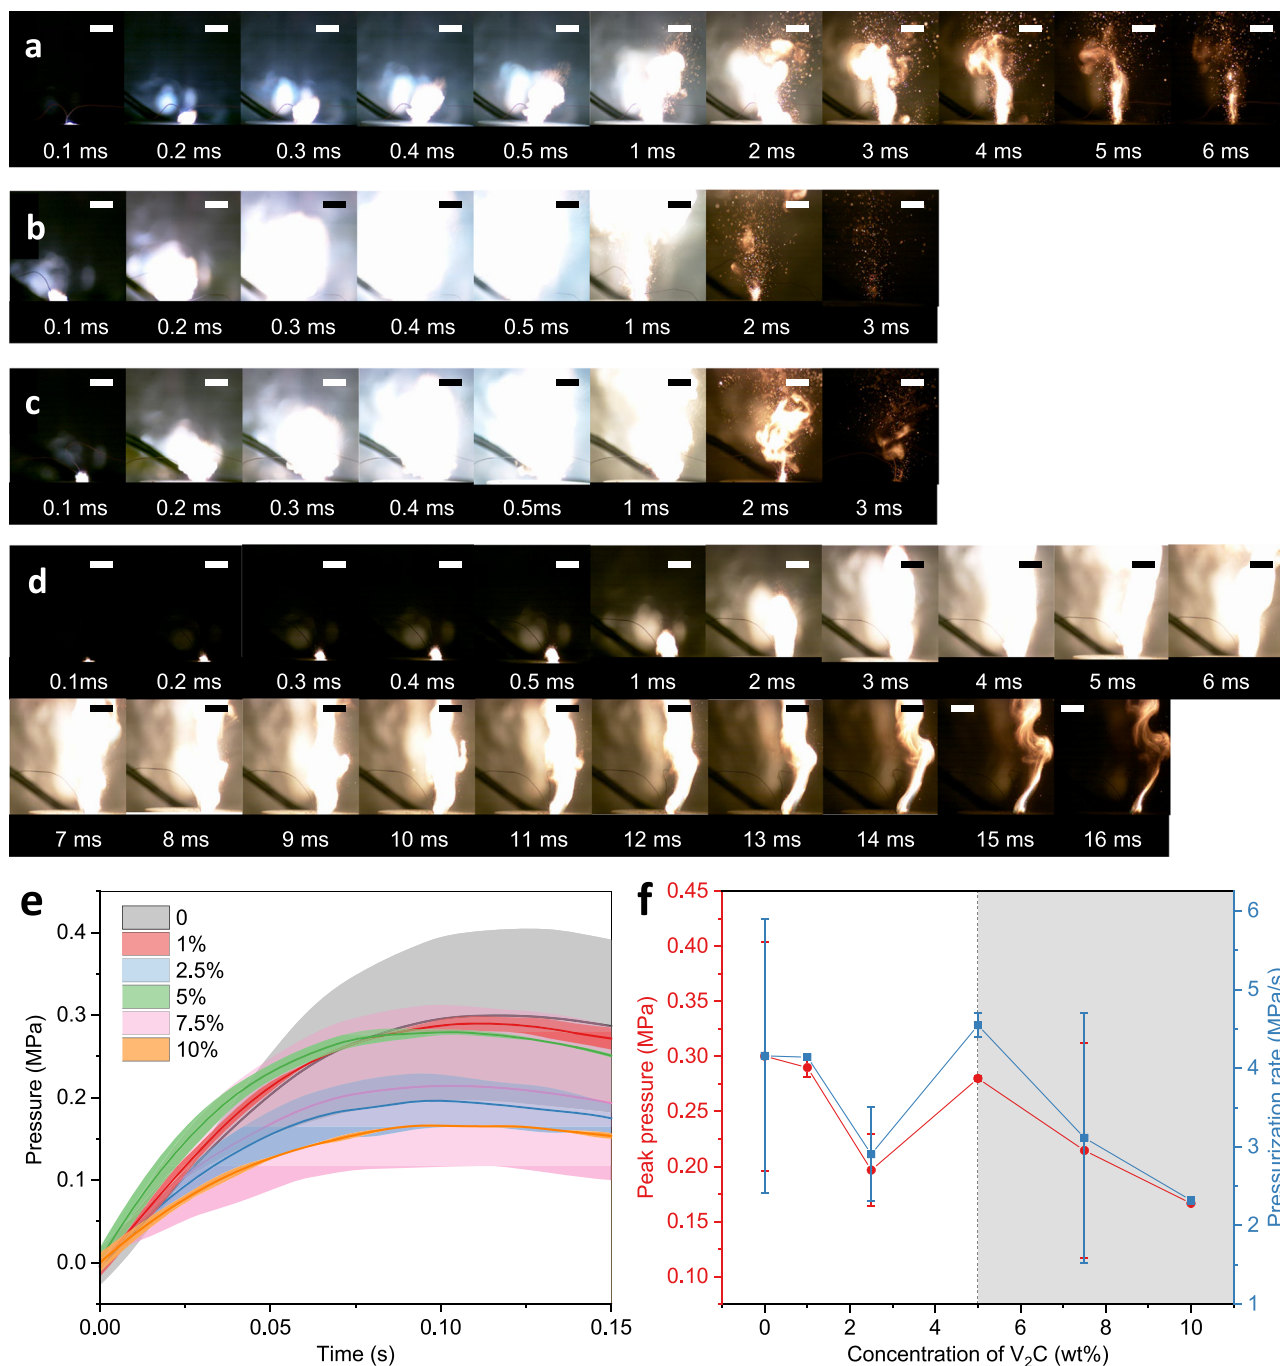 a
0.1 ms 0.2 ms 0.3 ms 0.4 ms 0.5 ms 1 ms 2 ms 3 ms 4 ms 5 ms 6 ms
b
0.1 ms 0.2 ms 0.3 ms 0.4 ms 0.5 ms 1 ms 2 ms 3 ms
c
0.1 ms 0.2 ms 0.3 ms 0.4 ms 0.5ms 1 ms 2 ms 3 ms
d
0.1ms 0.2 ms 0.3 ms 0.4 ms 0.5 ms 1 ms 2 ms 3 ms 4 ms 5 ms 6 ms
7 ms 8 ms 9 ms 10 ms 11 ms 12 ms 13 ms 14 ms 15 ms 16 ms
e
0
1%
2.5%
5%
7.5%
10%
Pressure (MPa)
0.4
0.3
0.2
0.1
0.0
0.00 0.05 0.10 0.15
Time (s)
f
Peak pressure (MPa)
0.45
0.40
0.35
0.30
0.25
0.20
0.15
0.10
0 2 4 6 8 10
Concentration of V₂C (wt%)
6
5
4
3
2
1
Pressurization rate (MPa/s)